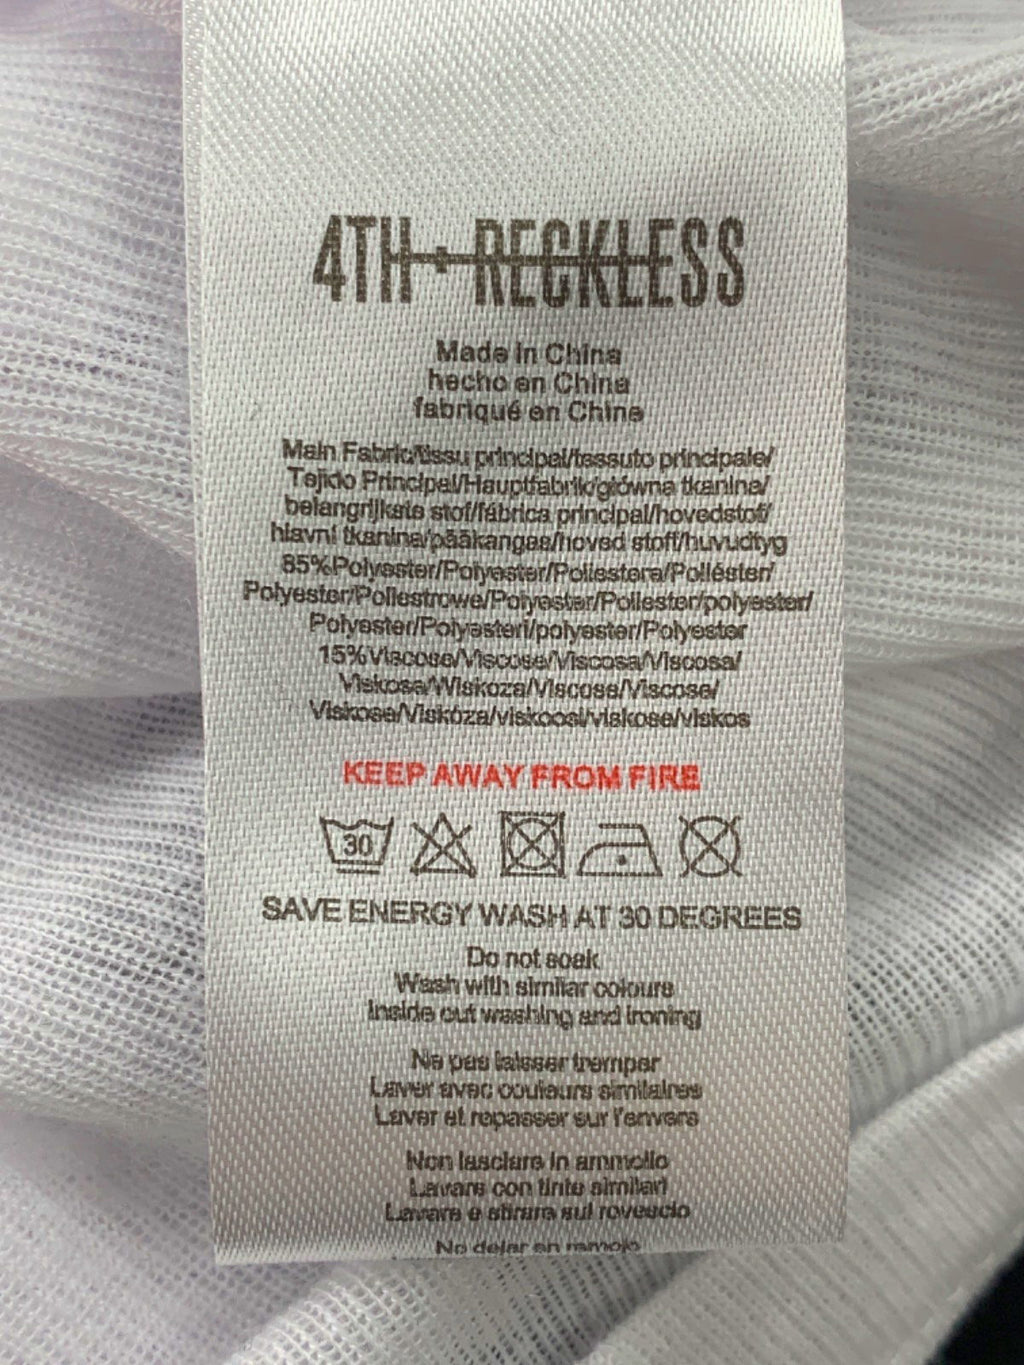 4TH + RECKLESS
Made in China
hecho en China
fabriqué en Chine
Main Fabric/tissu principal/tessuto principale/
Tejido Principal/Hauptfabrik/główna tkanina/
belangrijkste stof/fábrica principal/hovedstof/
hlavní tkanina/pääkangas/hoved stoff/huvudtyg
85%Polyester/Polyester/Poliestere/Poliéster/
Polyester/Poliestrowe/Polyester/Poliester/polyester/
Polyester/Polyesteri/polyester/Polyester
15%Viscose/Viscose/Viscosa/Viscosa/
Viskose/Wiskoza/Viscose/Viscose/
Viskose/Viskóza/viskoosi/viskose/viskos
KEEP AWAY FROM FIRE
30
SAVE ENERGY WASH AT 30 DEGREES
Do not soak
Wash with similar colours
Inside out washing and ironing
Ne pas laisser tremper
Laver avec couleurs similaires
Laver et repasser sur l'envers
Non lasciare in ammollo
Lavare con tinte similari
Lavare e stirare sul rovescio
No dejar en remojo